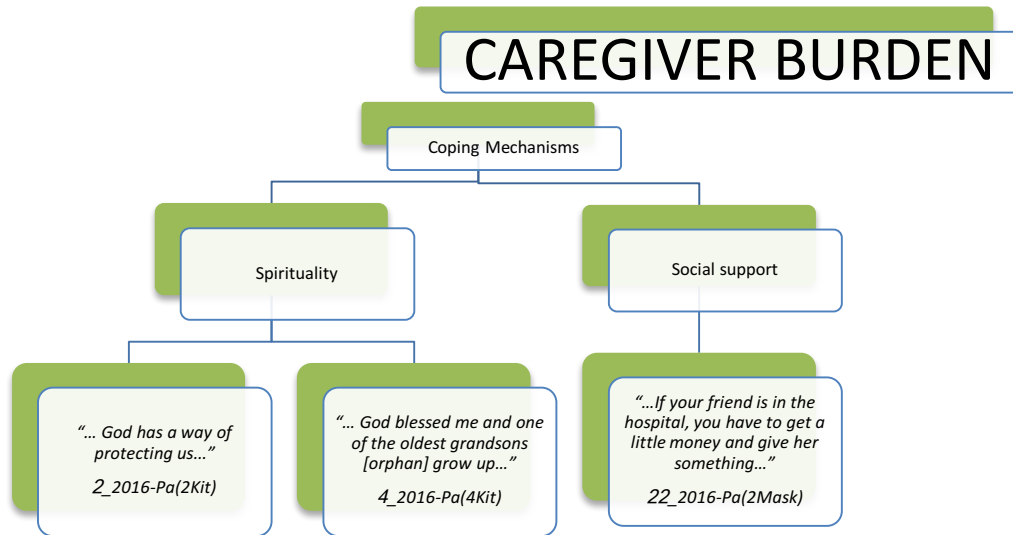 CAREGIVER BURDEN
Coping Mechanisms
Spirituality
Social support
“... God has a way of
protecting us...”
2_2016-Pa(2Kit)
“... God blessed me and one
of the oldest grandsons
[orphan] grow up...”
4_2016-Pa(4Kit)
“...If your friend is in the
hospital, you have to get a
little money and give her
something...”
22_2016-Pa(2Mask)